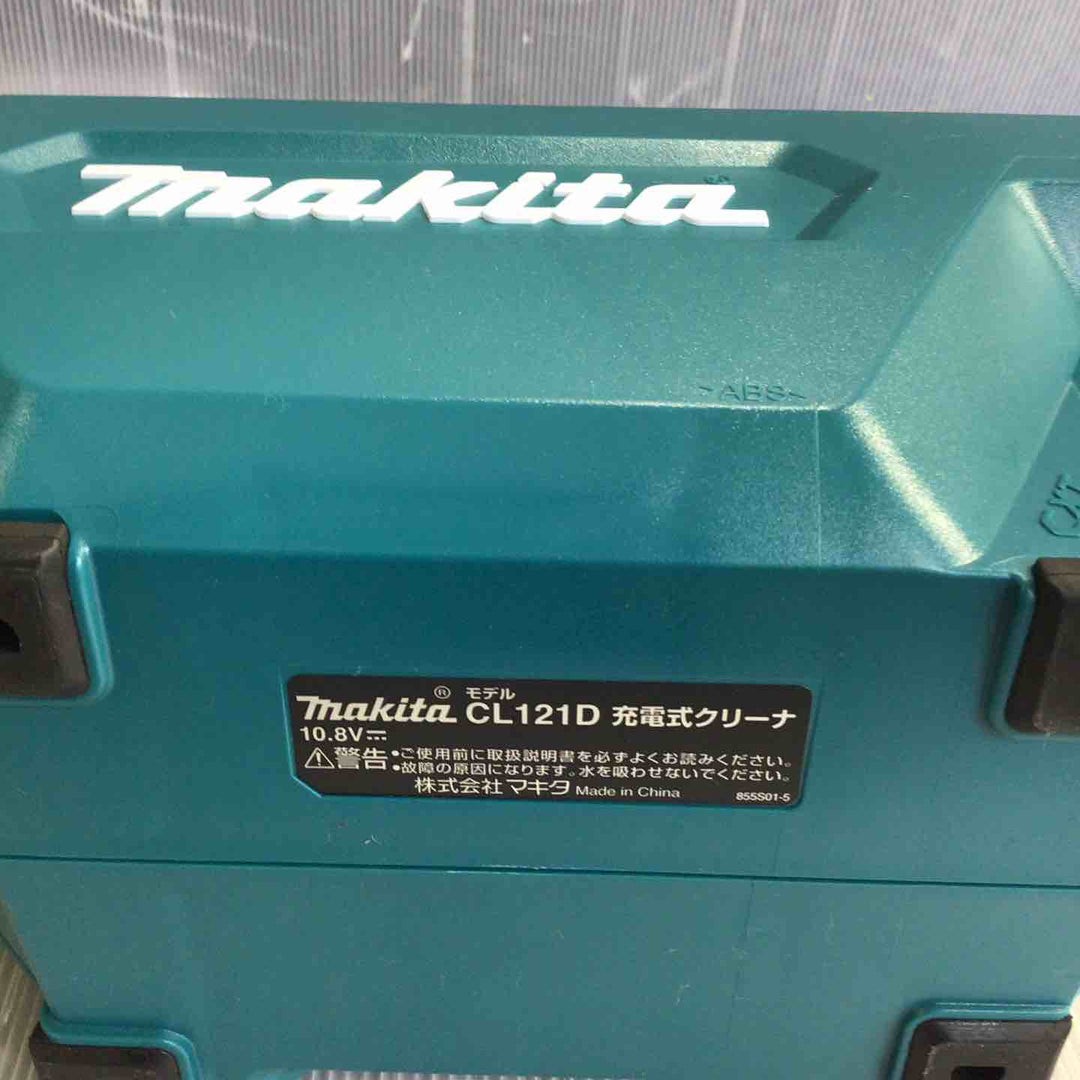 makita
>ABS<
CXT
makita® モデル CL121D 充電式クリーナ
10.8V⎓
⚠警告 •ご使用前に取扱説明書を必ずよくお読みください。
•故障の原因になります。水を吸わせないでください。
株式会社 マキタ Made in China 855S01-5